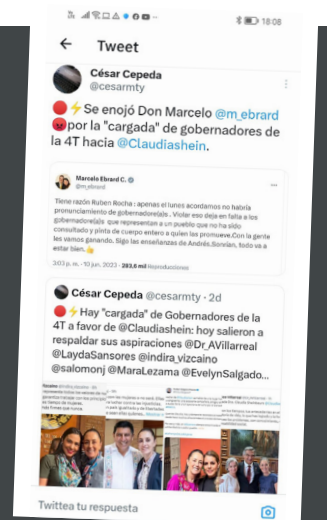 18:08
Tweet
César Cepeda
@cesarmty
Se enojó Don Marcelo @m_ebrard
por la "cargada" de gobernadores de
la 4T hacia @Claudiashein.
Marcelo Ebrard C.
@m_ebrard
Tiene razón Ruben Rocha : apenas el lunes acordamos no habría
pronunciamiento de gobernadore(a)s . Violar eso deja en falta a los
gobernadore(a)s que representan a un pueblo que no ha sido
consultado y pinta de cuerpo entero a quien las promueve.Con la gente
les vamos ganando. Sigo las enseñanzas de Andrés.Sonrían, todo va a
estar bien.
3:03 p. m. · 10 jun. 2023 · 283,6 mil Reproducciones
César Cepeda @cesarmty · 2d
Hay "cargada" de Gobernadores de la
4T a favor de @Claudiashein: hoy salieron a
respaldar sus aspiraciones @Dr_AVillarreal
@LaydaSansores @indira_vizcaino
@salomonj @MaraLezama @EvelynSalgado...
Twittea tu respuesta